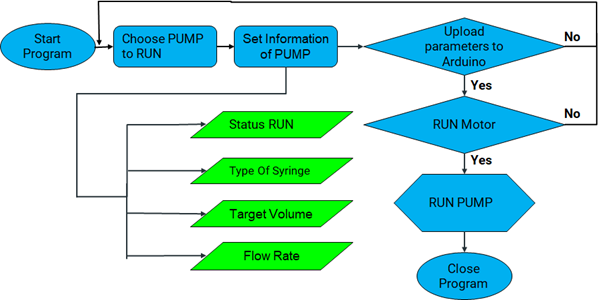 Start
Program
Choose PUMP
to RUN
Set Information
of PUMP
Upload
parameters to
Arduino
No
Yes
RUN Motor
No
Yes
Status RUN
Type Of Syringe
RUN PUMP
Target Volume
Flow Rate
Close
Program